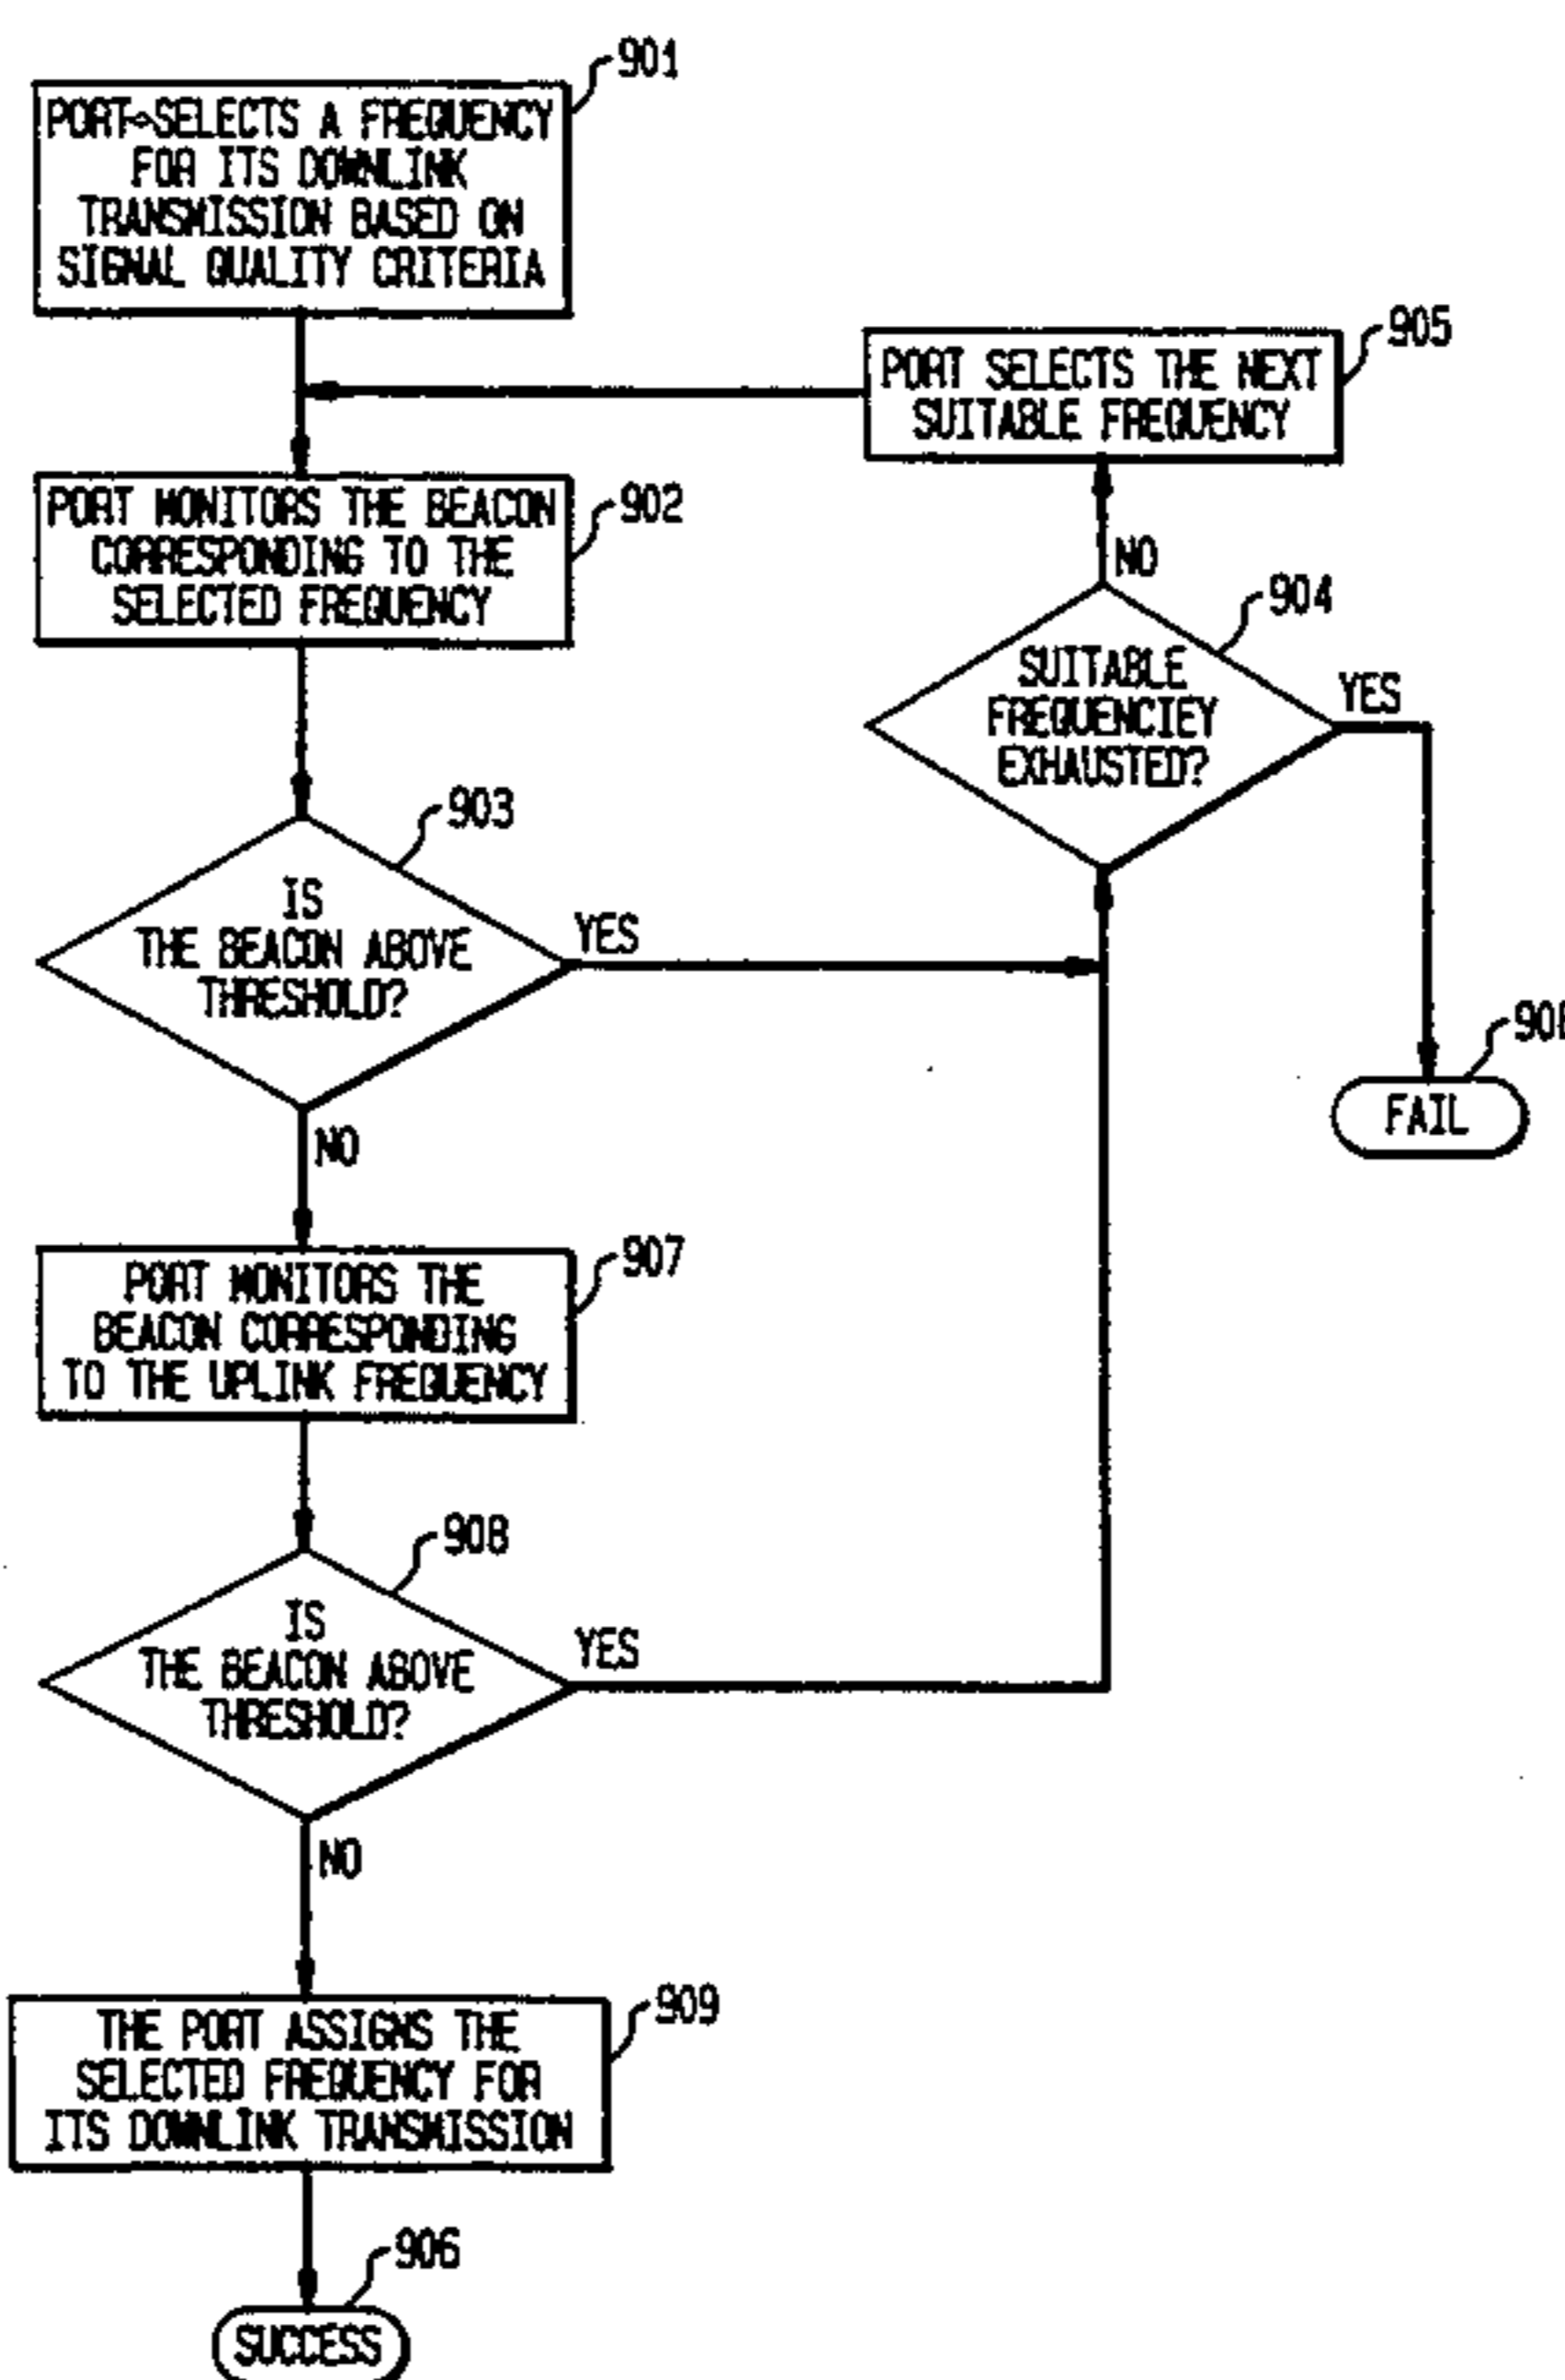 901
PORT SELECTS A FREQUENCY
FOR ITS DOWNLINK
TRANSMISSION BASED ON
SIGNAL QUALITY CRITERIA
905
PORT SELECTS THE NEXT
SUITABLE FREQUENCY
902
PORT MONITORS THE BEACON
CORRESPONDING TO THE
SELECTED FREQUENCY
NO
904
SUITABLE
FREQUENCIEY
EXHAUSTED?
YES
903
IS
THE BEACON ABOVE
THRESHOLD?
YES
NO
FAIL
907
PORT MONITORS THE
BEACON CORRESPONDING
TO THE UPLINK FREQUENCY
908
IS
THE BEACON ABOVE
THRESHOLD?
YES
NO
909
THE PORT ASSIGNS THE
SELECTED FREQUENCY FOR
ITS DOWNLINK TRANSMISSION
906
SUCCESS